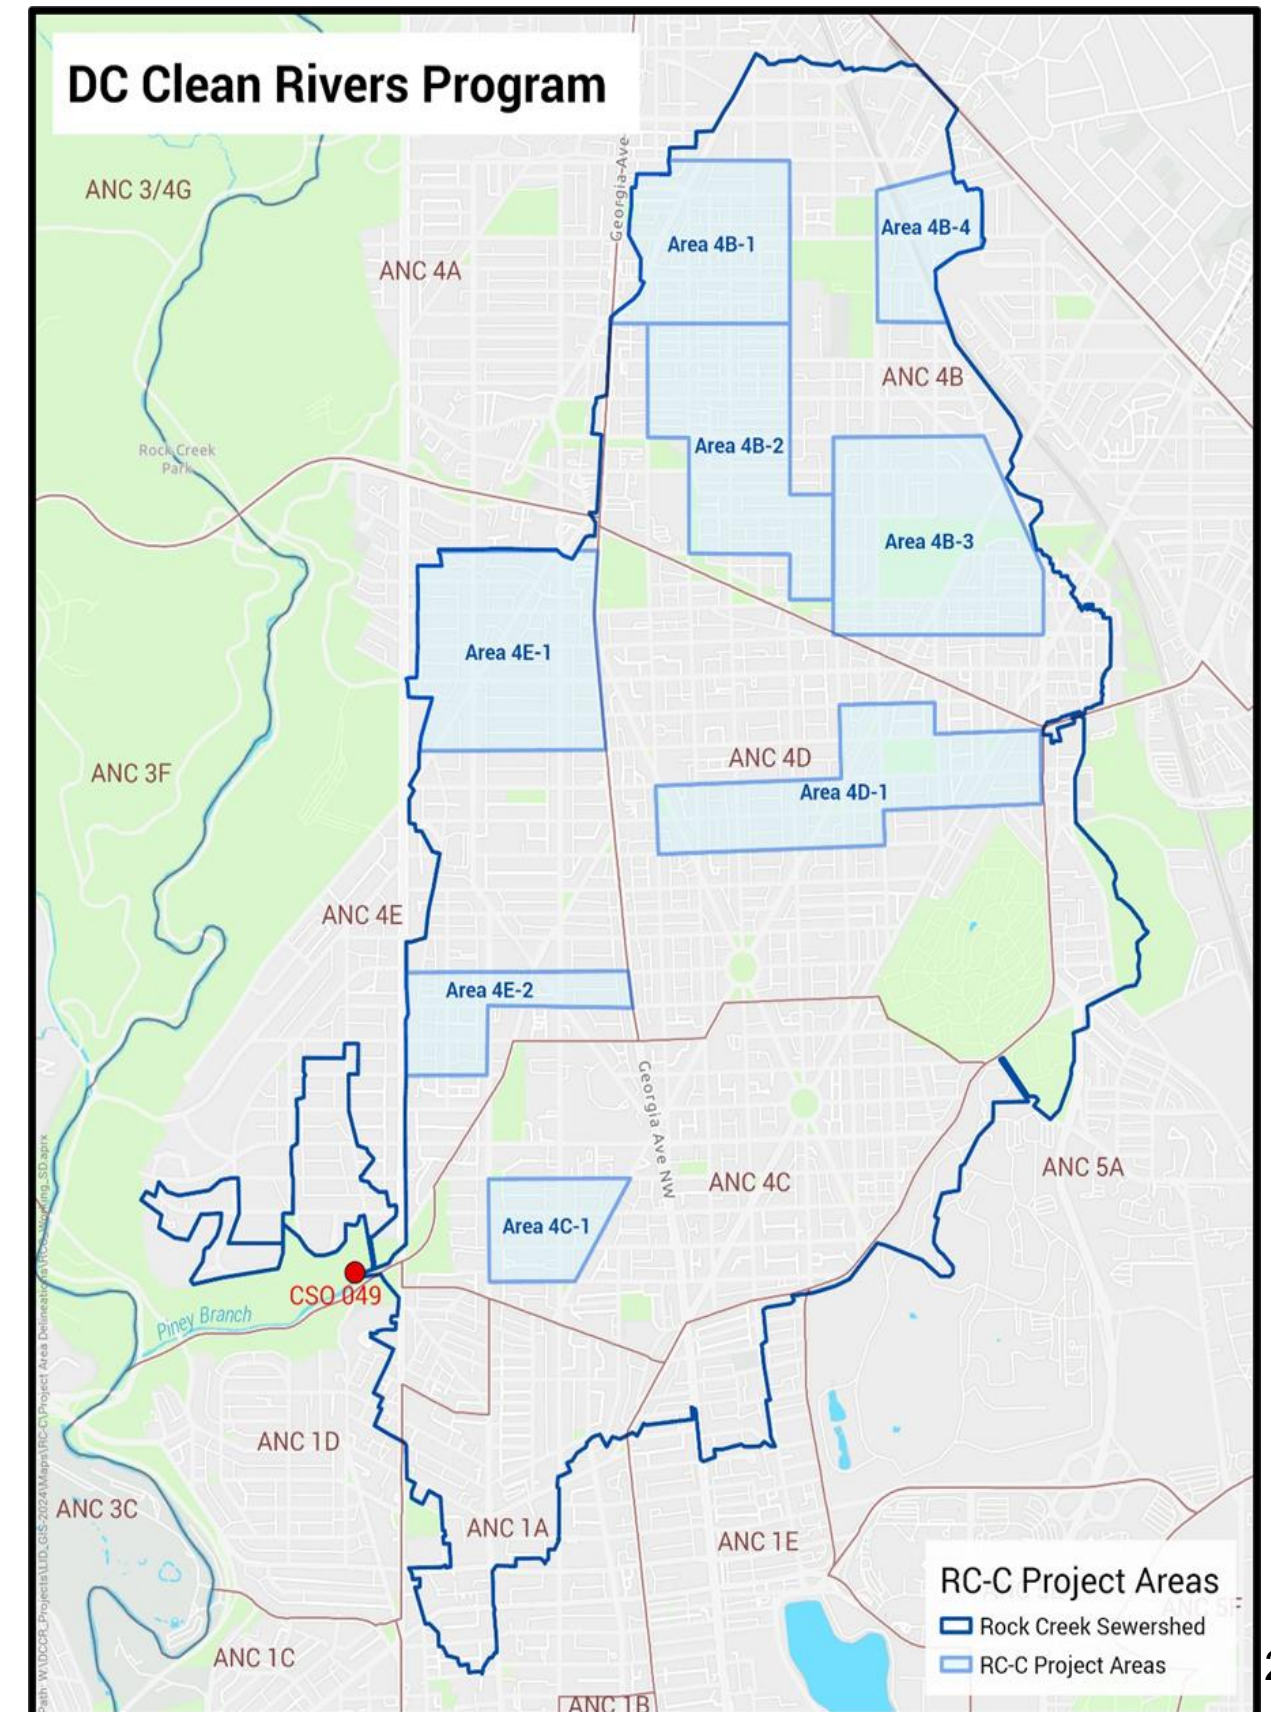 DC Clean Rivers Program
Georgia-Ave
ANC 3/4G
Area 4B-1
Area 4B-4
ANC 4A
ANC 4B
Area 4B-2
Rock Creek
Park
Area 4B-3
Area 4E-1
ANC 4D
ANC 3F
Area 4D-1
ANC 4E
Area 4E-2
Georgia Ave NW
ANC 5A
ANC 4C
Area 4C-1
CSO 049
Piney Branch
ANC 1D
ANC 3C
ANC 1A
ANC 1E
RC-C Project Areas
ANC 5F
Rock Creek Sewershed
RC-C Project Areas
ANC 1C
ANC 1B
2